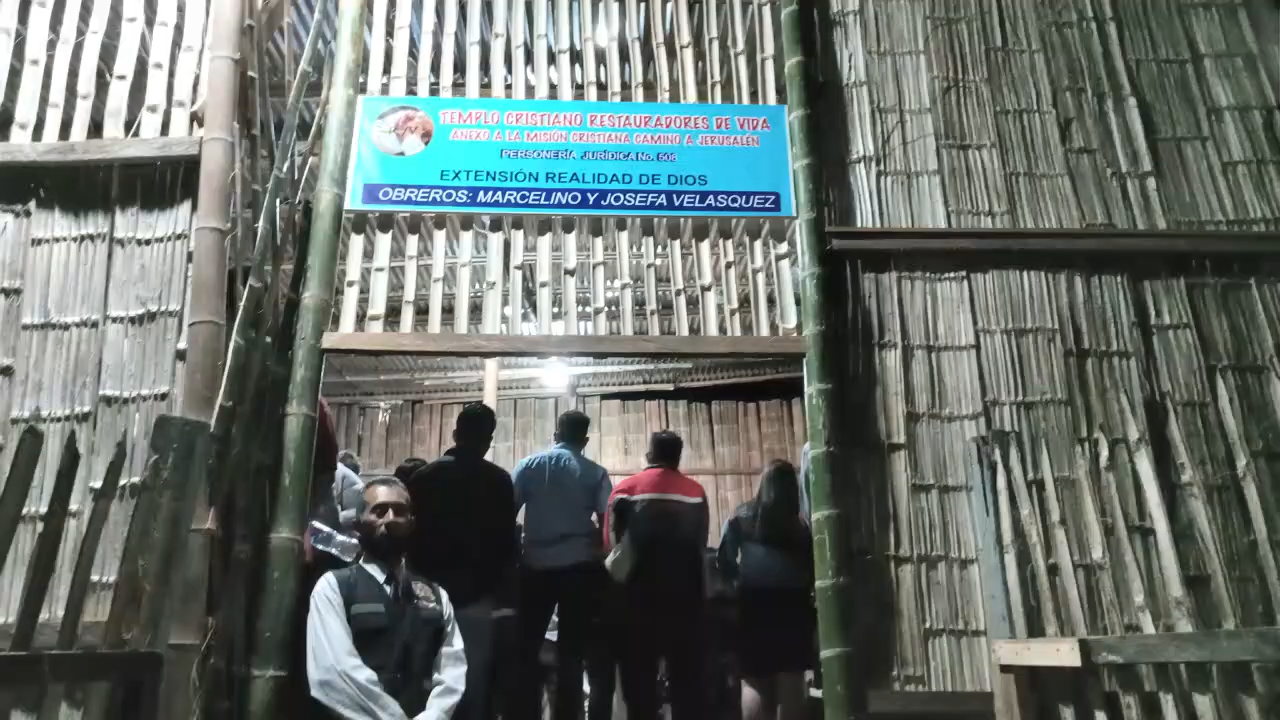 TEMPLO CRISTIANO RESTAURADORES DE VIDA
ANEXO A LA MISIÓN CRISTIANA CAMINO A JERUSALÉN
PERSONERÍA JURÍDICA No. 508
EXTENSIÓN REALIDAD DE DIOS
OBREROS: MARCELINO Y JOSEFA VELASQUEZ